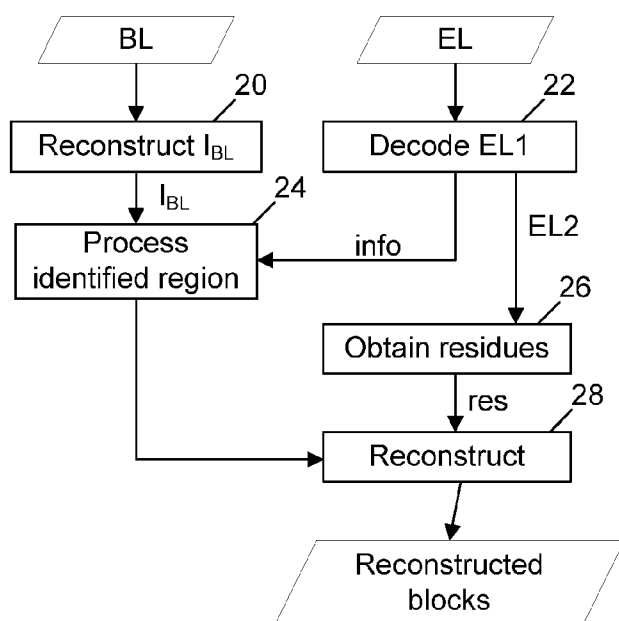 BL
EL
20
22
Reconstruct I_BL
Decode EL1
I_BL
24
Process
identified region
info
EL2
26
Obtain residues
res
28
Reconstruct
Reconstructed
blocks